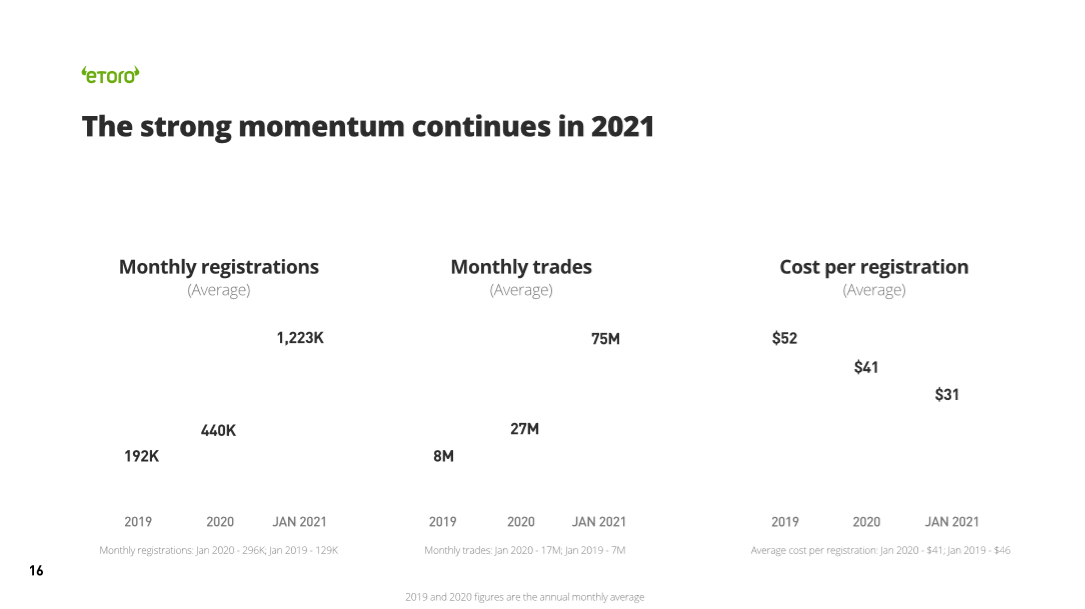 eToro
The strong momentum continues in 2021
Monthly registrations
(Average)
1,223K
440K
192K
2019 2020 JAN 2021
Monthly registrations: Jan 2020 - 296K; Jan 2019 - 129K
Monthly trades
(Average)
75M
27M
8M
2019 2020 JAN 2021
Monthly trades: Jan 2020 - 17M; Jan 2019 - 7M
Cost per registration
(Average)
$52
$41
$31
2019 2020 JAN 2021
Average cost per registration: Jan 2020 - $41; Jan 2019 - $46
16
2019 and 2020 figures are the annual monthly average